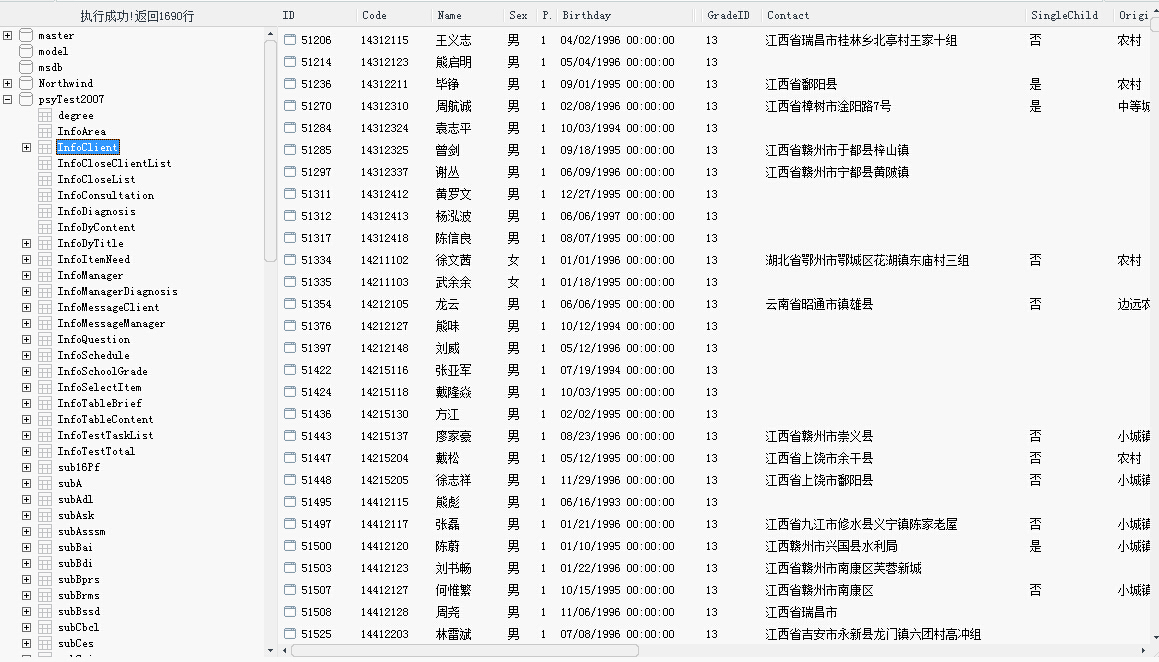 执行成功!返回1690行
master
model
msdb
Northwind
psyTest2007
degree
InfoArea
InfoClient
InfoCloseClientList
InfoCloseList
InfoConsultation
InfoDiagnosis
InfoDyContent
InfoDyTitle
InfoItemNeed
InfoManager
InfoManagerDiagnosis
InfoMessageClient
InfoMessageManager
InfoQuestion
InfoSchedule
InfoSchoolGrade
InfoSelectItem
InfoTableBrief
InfoTableContent
InfoTestTaskList
InfoTestTotal
sub16Pf
subA
subAdl
subAsk
subAsssm
subBai
subBdi
subBprs
subBrms
subBssd
subCbcl
subCes
ID Code Name Sex P. Birthday GradeID Contact SingleChild Origi
51206 14312115 王义志 男 1 04/02/1996 00:00:00 13 江西省瑞昌市桂林乡北亭村王家十组 否 农村
51214 14312123 熊启明 男 1 05/04/1996 00:00:00 13
51236 14312211 毕铮 男 1 09/01/1995 00:00:00 13 江西省鄱阳县 是 农村
51270 14312310 周航诚 男 1 02/08/1996 00:00:00 13 江西省樟树市淦阳路7号 是 中等城
51284 14312324 袁志平 男 1 10/03/1994 00:00:00 13
51285 14312325 曾剑 男 1 09/18/1995 00:00:00 13 江西省赣州市于都县梓山镇
51297 14312337 谢丛 男 1 06/09/1996 00:00:00 13 江西省赣州市宁都县黄陂镇
51311 14312412 黄罗文 男 1 12/27/1995 00:00:00 13
51312 14312413 杨泓波 男 1 06/06/1997 00:00:00 13
51317 14312418 陈信良 男 1 08/07/1995 00:00:00 13
51334 14211102 徐文茜 女 1 01/01/1996 00:00:00 13 湖北省鄂州市鄂城区花湖镇东庙村三组 否 农村
51335 14211103 武余余 女 1 01/18/1995 00:00:00 13
51354 14212105 龙云 男 1 06/06/1995 00:00:00 13 云南省昭通市镇雄县 否 边远农
51376 14212127 熊味 男 1 10/12/1994 00:00:00 13
51397 14212148 刘威 男 1 05/12/1996 00:00:00 13
51422 14215116 张亚军 男 1 07/19/1994 00:00:00 13
51424 14215118 戴隆焱 男 1 10/03/1995 00:00:00 13
51436 14215130 方江 男 1 02/02/1995 00:00:00 13
51443 14215137 廖家豪 男 1 08/23/1996 00:00:00 13 江西省赣州市崇义县 否 小城镇
51447 14215204 戴松 男 1 05/12/1995 00:00:00 13 江西省上饶市余干县 否 农村
51448 14215205 徐志祥 男 1 11/29/1996 00:00:00 13 江西省上饶市鄱阳县 否 小城镇
51495 14412115 熊彪 男 1 06/16/1993 00:00:00 13
51497 14412117 张磊 男 1 01/21/1996 00:00:00 13 江西省九江市修水县义宁镇陈家老屋 否 小城镇
51500 14412120 陈蔚 男 1 01/10/1995 00:00:00 13 江西赣州市兴国县水利局 是 小城镇
51503 14412123 刘书畅 男 1 01/22/1996 00:00:00 13 江西省赣州市南康区芙蓉新城
51507 14412127 何惟繁 男 1 10/15/1995 00:00:00 13 江西省赣州市南康区 否 小城镇
51508 14412128 周尧 男 1 11/06/1996 00:00:00 13 江西省瑞昌市
51525 14412203 林雷斌 男 1 07/08/1996 00:00:00 13 江西省吉安市永新县龙门镇六团村高冲组